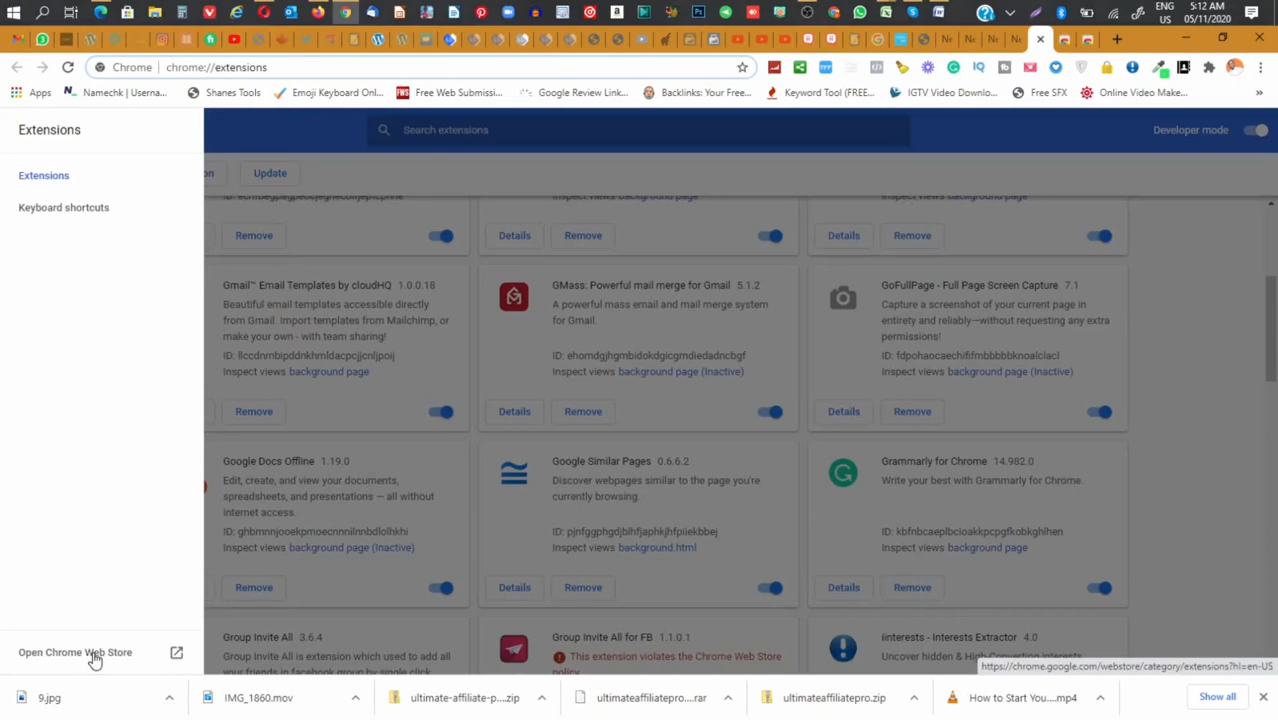 ENG
US
5:12 AM
05/11/2020
Chrome | chrome://extensions
Apps
Namechk | Userna...
Shanes Tools
Emoji Keyboard Onl...
Free Web Submissi...
Google Review Link...
Backlinks: Your Free...
Keyword Tool (FREE...
IGTV Video Downlo...
Free SFX
Online Video Make...
»
Extensions
Search extensions
Developer mode
Extensions
Keyboard shortcuts
on
Update
Inspect views background page
Inspect views background page
Remove
Details
Remove
Details
Remove
Gmail™ Email Templates by cloudHQ 1.0.0.18
Beautiful email templates accessible directly
from Gmail. Import templates from Mailchimp, or
make your own - with team sharing!
ID: llccdnmbipddnkhmldacpcjjcnljpoij
Inspect views background page
Remove
GMass: Powerful mail merge for Gmail 5.1.2
A powerful mass email and mail merge system
for Gmail.
ID: ehomdgjhgmbidokdgicgmdiedadncbgf
Inspect views background page (Inactive)
Details
Remove
GoFullPage - Full Page Screen Capture 7.1
Capture a screenshot of your current page in
entirety and reliably—without requesting any extra
permissions!
ID: fdpohaocaechififmbbbbbknoalclacl
Inspect views background page (Inactive)
Details
Remove
Google Docs Offline 1.19.0
Edit, create, and view your documents,
spreadsheets, and presentations — all without
internet access.
ID: ghbmnnjooekpmoecnnnilnnbdlolhkhi
Inspect views background page (Inactive)
Remove
Google Similar Pages 0.6.6.2
Discover webpages similar to the page you're
currently browsing.
ID: pjnfggphgdjblhfjaphkjhfpiiekbbej
Inspect views background.html
Details
Remove
Grammarly for Chrome 14.982.0
Write your best with Grammarly for Chrome.
ID: kbfnbcaeplbcioakkpcpgfkobkghlhen
Inspect views background page
Details
Remove
Group Invite All 3.6.4
Group Invite All is extension which used to add
all your friends in facebook group by single click
Group Invite All for FB 1.1.0.1
This extension violates the Chrome Web Store
policy.
iinterests - Interests Extractor 4.0
Uncover hidden & High-Converting interests
Open Chrome Web Store
https://chrome.google.com/webstore/category/extensions?hl=en-US
9.jpg
IMG_1860.mov
ultimate-affiliate-p....zip
ultimateaffiliatepro....rar
ultimateaffiliatepro.zip
How to Start You....mp4
Show all